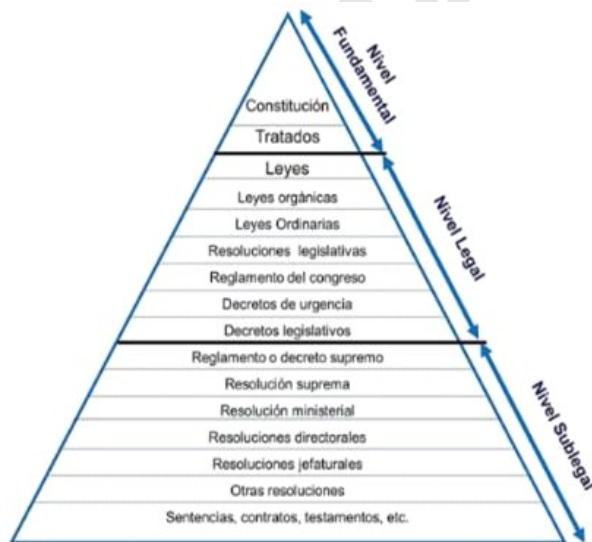 Constitución
Tratados
Leyes
Leyes orgánicas
Leyes Ordinarias
Resoluciones legislativas
Reglamento del congreso
Decretos de urgencia
Decretos legislativos
Reglamento o decreto supremo
Resolución suprema
Resolución ministerial
Resoluciones directorales
Resoluciones jefaturales
Otras resoluciones
Sentencias, contratos, testamentos, etc.
Nivel
Fundamental
Nivel Legal
Nivel Sublegal